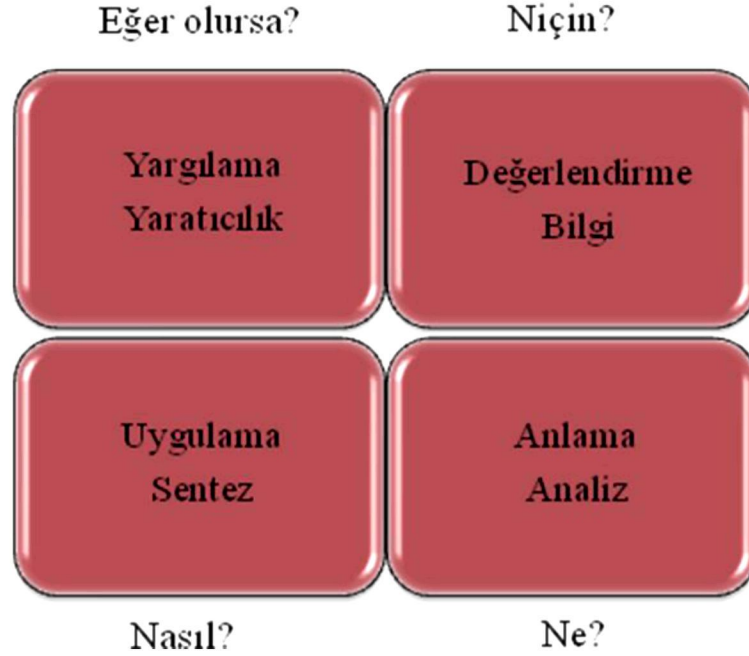 Eğer olursa?
Niçin?
Yargılama
Yaratıcılık
Değerlendirme
Bilgi
Uygulama
Sentez
Anlama
Analiz
Nasıl?
Ne?